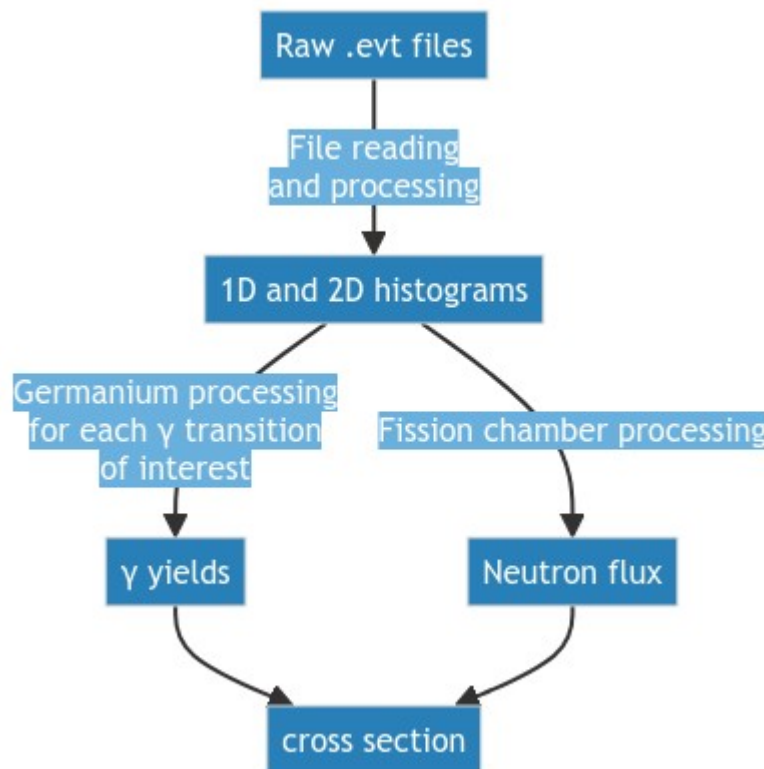 Raw .evt files
File reading
and processing
1D and 2D histograms
Germanium processing
for each γ transition
of interest
Fission chamber processing
γ yields
Neutron flux
cross section